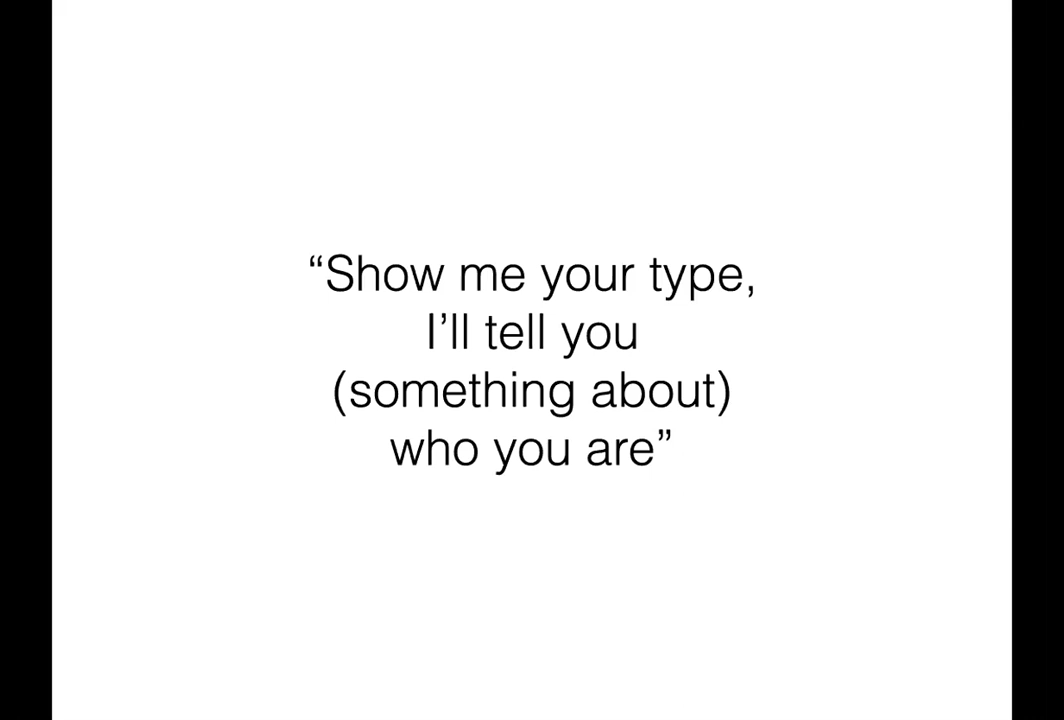 “Show me your type,
I’ll tell you
(something about)
who you are”